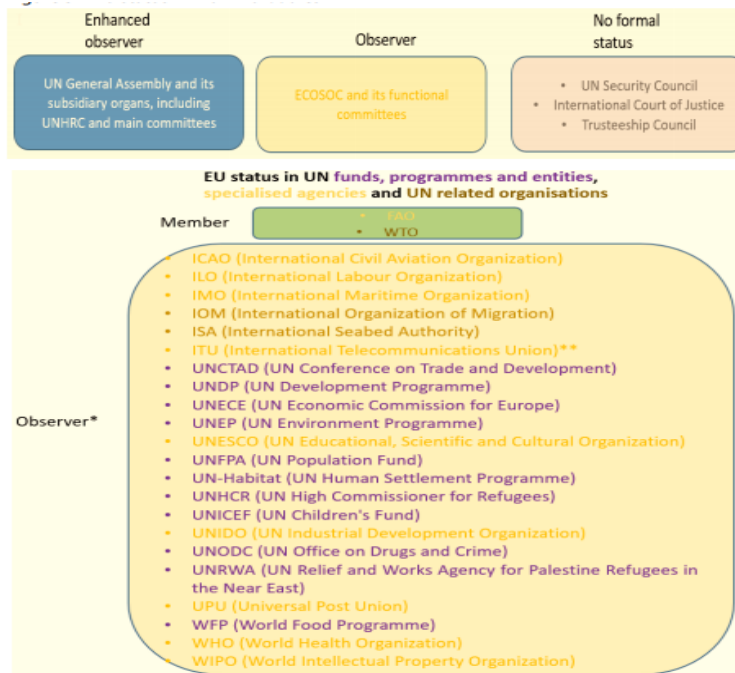 Enhanced
observer
Observer
No formal
status
UN General Assembly and its
subsidiary organs, including
UNHRC and main committees
ECOSOC and its functional
committees
• UN Security Council
• International Court of Justice
• Trusteeship Council
EU status in UN funds, programmes and entities,
specialised agencies and UN related organisations
Member
• FAO
• WTO
Observer*
• ICAO (International Civil Aviation Organization)
• ILO (International Labour Organization)
• IMO (International Maritime Organization)
• IOM (International Organization of Migration)
• ISA (International Seabed Authority)
• ITU (International Telecommunications Union)**
• UNCTAD (UN Conference on Trade and Development)
• UNDP (UN Development Programme)
• UNECE (UN Economic Commission for Europe)
• UNEP (UN Environment Programme)
• UNESCO (UN Educational, Scientific and Cultural Organization)
• UNFPA (UN Population Fund)
• UN-Habitat (UN Human Settlement Programme)
• UNHCR (UN High Commissioner for Refugees)
• UNICEF (UN Children's Fund)
• UNIDO (UN Industrial Development Organization)
• UNODC (UN Office on Drugs and Crime)
• UNRWA (UN Relief and Works Agency for Palestine Refugees in
the Near East)
• UPU (Universal Post Union)
• WFP (World Food Programme)
• WHO (World Health Organization)
• WIPO (World Intellectual Property Organization)